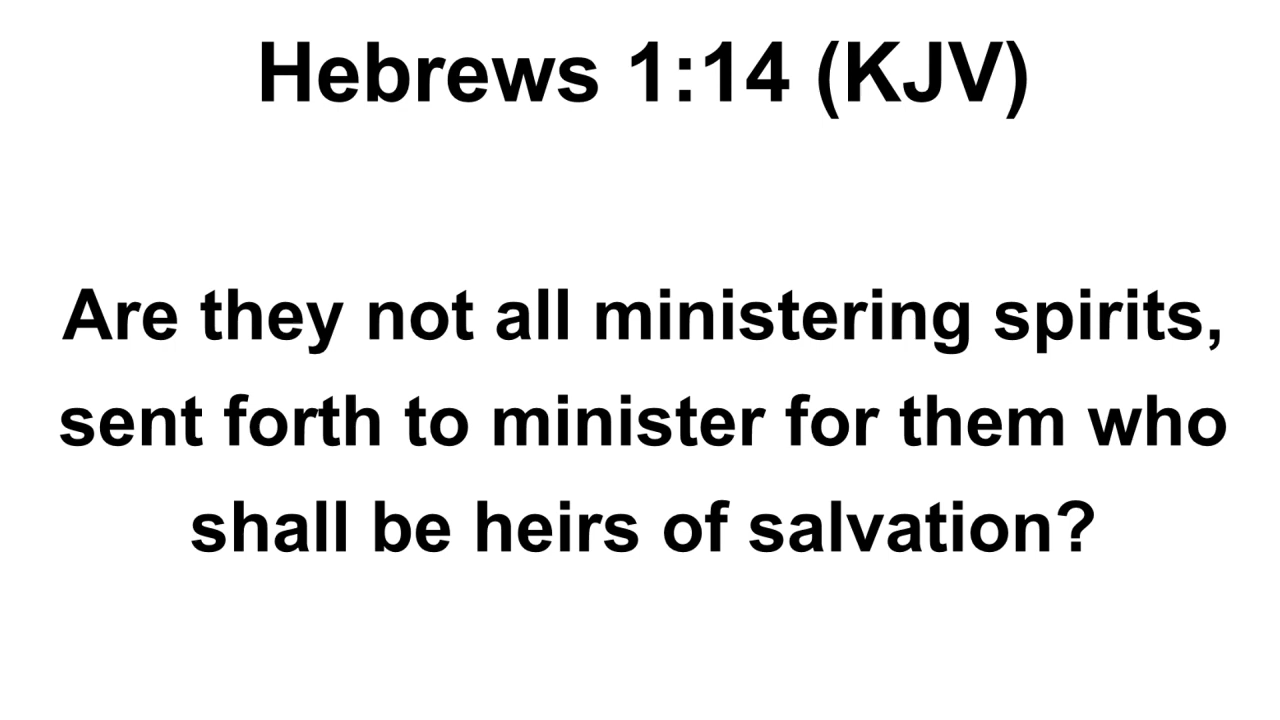 Hebrews 1:14 (KJV)
Are they not all ministering spirits,
sent forth to minister for them who
shall be heirs of salvation?